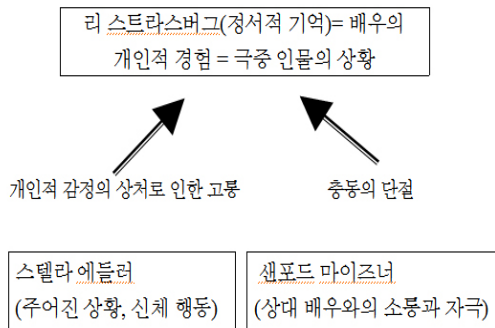 리 스트라스버그(정서적 기억)= 배우의
개인적 경험 = 극중 인물의 상황
개인적 감정의 상처로 인한 고통
충동의 단절
스텔라 에들러
(주어진 상황, 신체 행동)
샌포드 마이즈너
(상대 배우와의 소통과 자극)